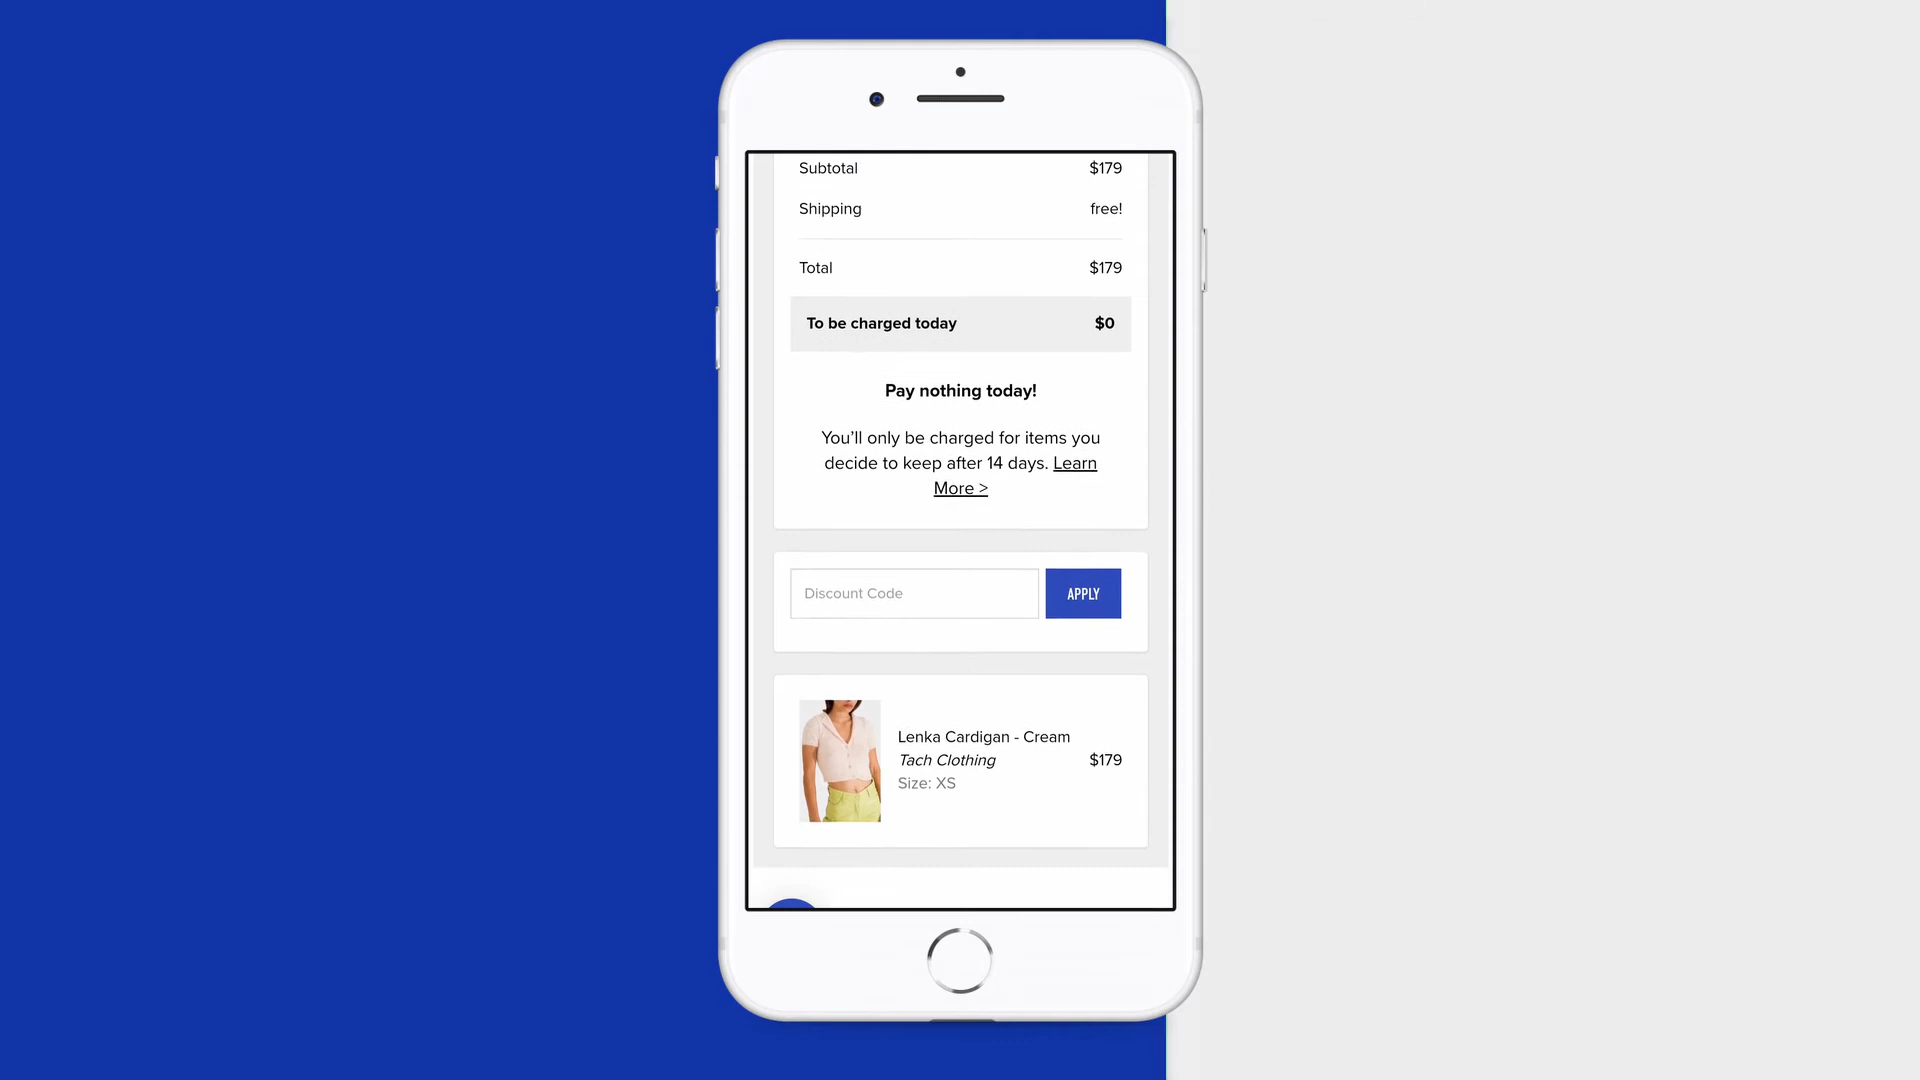 Subtotal $179
Shipping free!
Total $179
To be charged today $0
Pay nothing today!
You’ll only be charged for items you
decide to keep after 14 days. Learn
More >
Discount Code APPLY
Lenka Cardigan - Cream
Tach Clothing $179
Size: XS